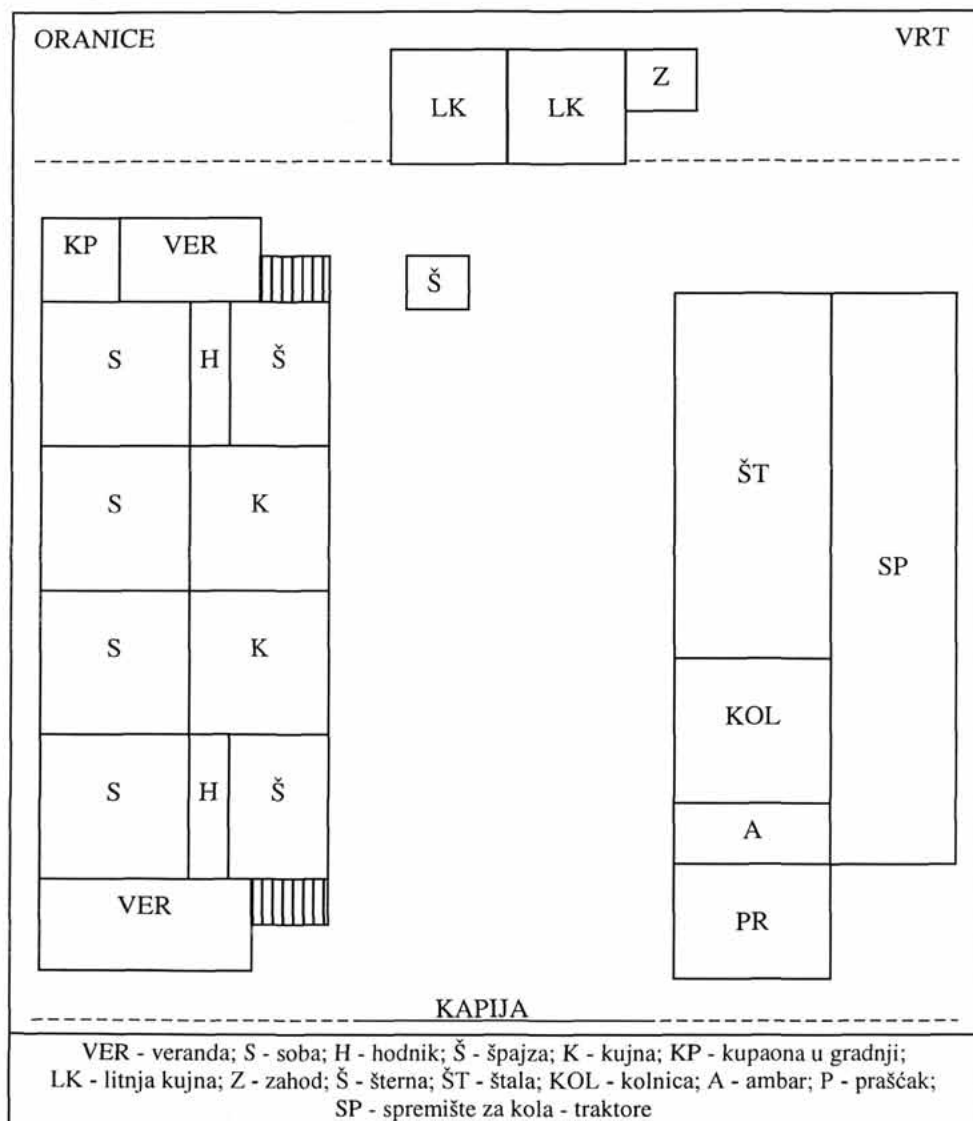 ORANICE VRT
Z
LK LK
KP VER
Š
S H Š
S K
ŠT
SP
S K
KOL
S H Š
A
VER
PR
KAPIJA
VER - veranda; S - soba; H - hodnik; Š - špajza; K - kujna; KP - kupaona u gradnji;
LK - litnja kujna; Z - zahod; Š - šterna; ŠT - štala; KOL - kolnica; A - ambar; P - prašćak;
SP - spremište za kola - traktore